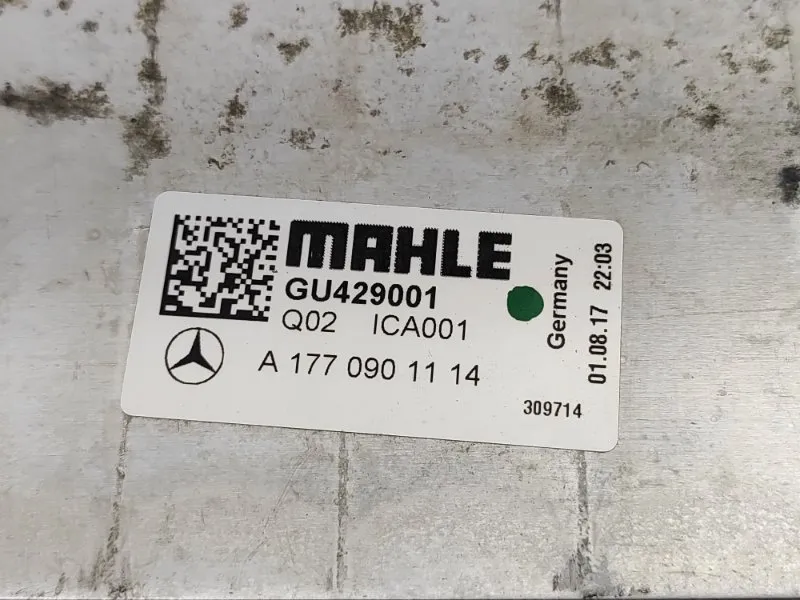 MAHLE
GU429001
Q02 ICA001
A 177 090 11 14
Germany
01.08.17 22:03
309714